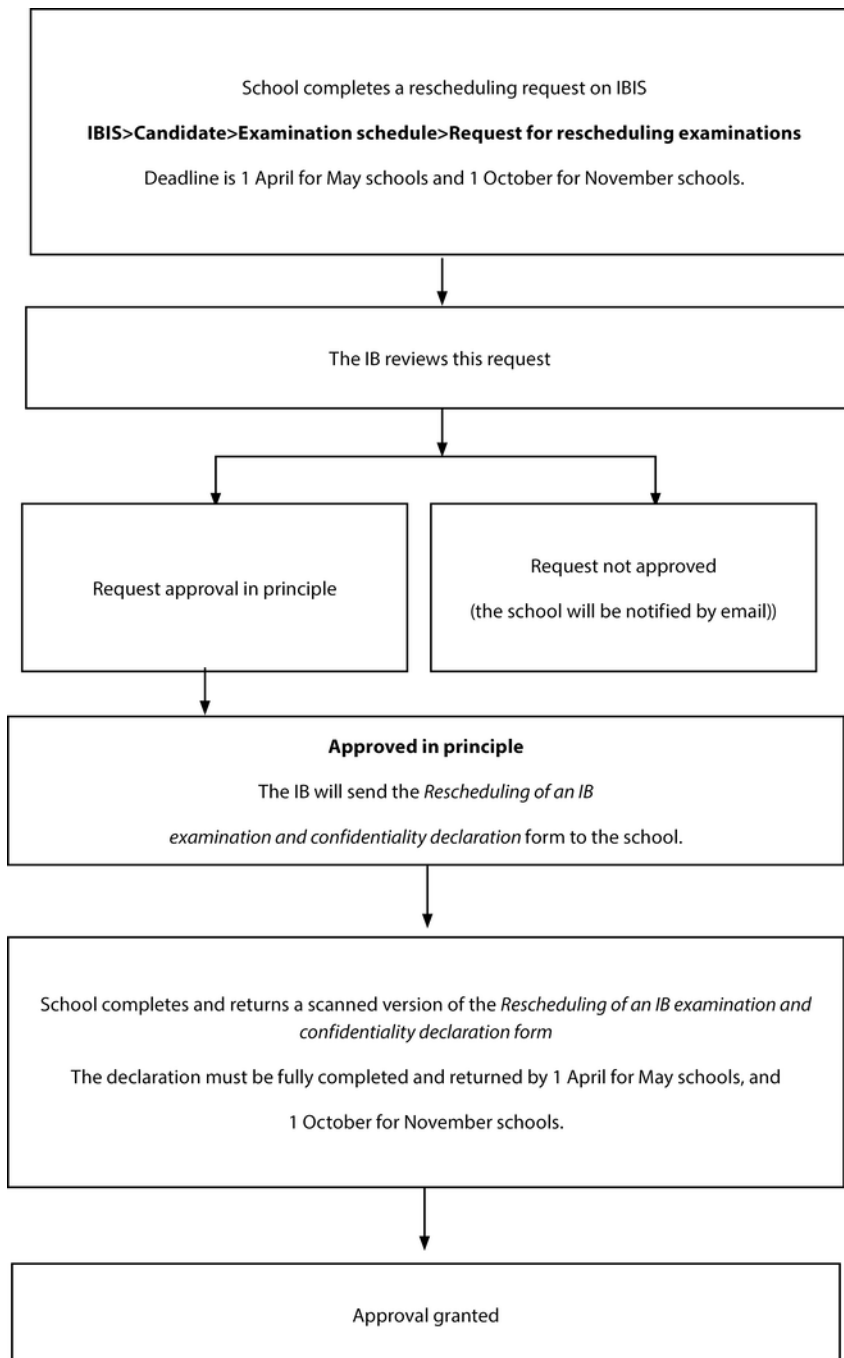 School completes a rescheduling request on IBIS
IBIS>Candidate>Examination schedule>Request for rescheduling examinations
Deadline is 1 April for May schools and 1 October for November schools.
The IB reviews this request
Request approval in principle
Request not approved
(the school will be notified by email))
Approved in principle
The IB will send the Rescheduling of an IB
examination and confidentiality declaration form to the school.
School completes and returns a scanned version of the Rescheduling of an IB examination and
confidentiality declaration form
The declaration must be fully completed and returned by 1 April for May schools, and
1 October for November schools.
Approval granted